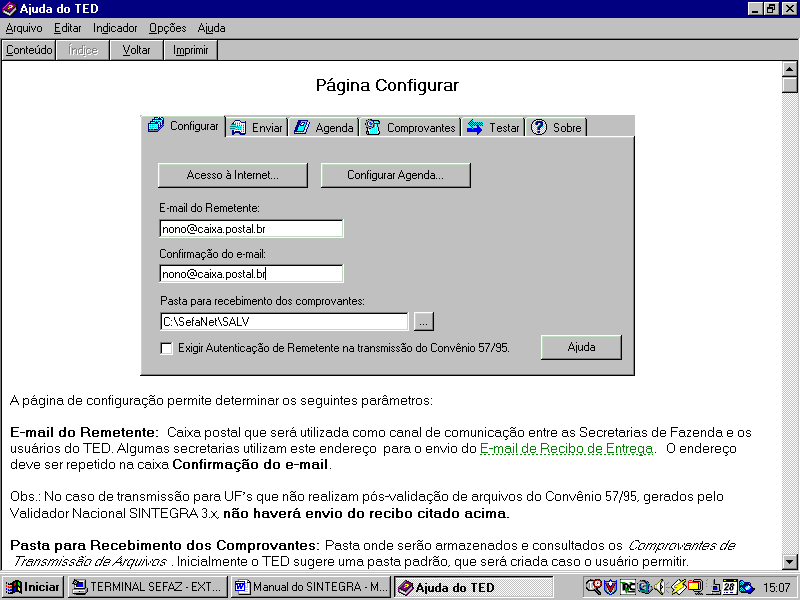 Ajuda do TED
Arquivo Editar Indicador Opções Ajuda
Conteúdo Índice Voltar Imprimir
Página Configurar
Configurar Enviar Agenda Comprovantes Testar Sobre
Acesso à Internet... Configurar Agenda...
E-mail do Remetente:
nono@caixa.postal.br
Confirmação do e-mail:
nono@caixa.postal.br
Pasta para recebimento dos comprovantes:
C:\SefaNet\SALV ...
Exigir Autenticação de Remetente na transmissão do Convênio 57/95. Ajuda
A página de configuração permite determinar os seguintes parâmetros:
E-mail do Remetente: Caixa postal que será utilizada como canal de comunicação entre as Secretarias de Fazenda e os
usuários do TED. Algumas secretarias utilizam este endereço para o envio do E-mail de Recibo de Entrega. O endereço
deve ser repetido na caixa Confirmação do e-mail.
Obs.: No caso de transmissão para UF's que não realizam pós-validação de arquivos do Convênio 57/95, gerados pelo
Validador Nacional SINTEGRA 3.x, não haverá envio do recibo citado acima.
Pasta para Recebimento dos Comprovantes: Pasta onde serão armazenados e consultados os Comprovantes de
Transmissão de Arquivos . Inicialmente o TED sugere uma pasta padrão, que será criada caso o usuário permitir.
Iniciar TERMINAL SEFAZ - EXT... Manual do SINTEGRA - M... Ajuda do TED 28 15:07